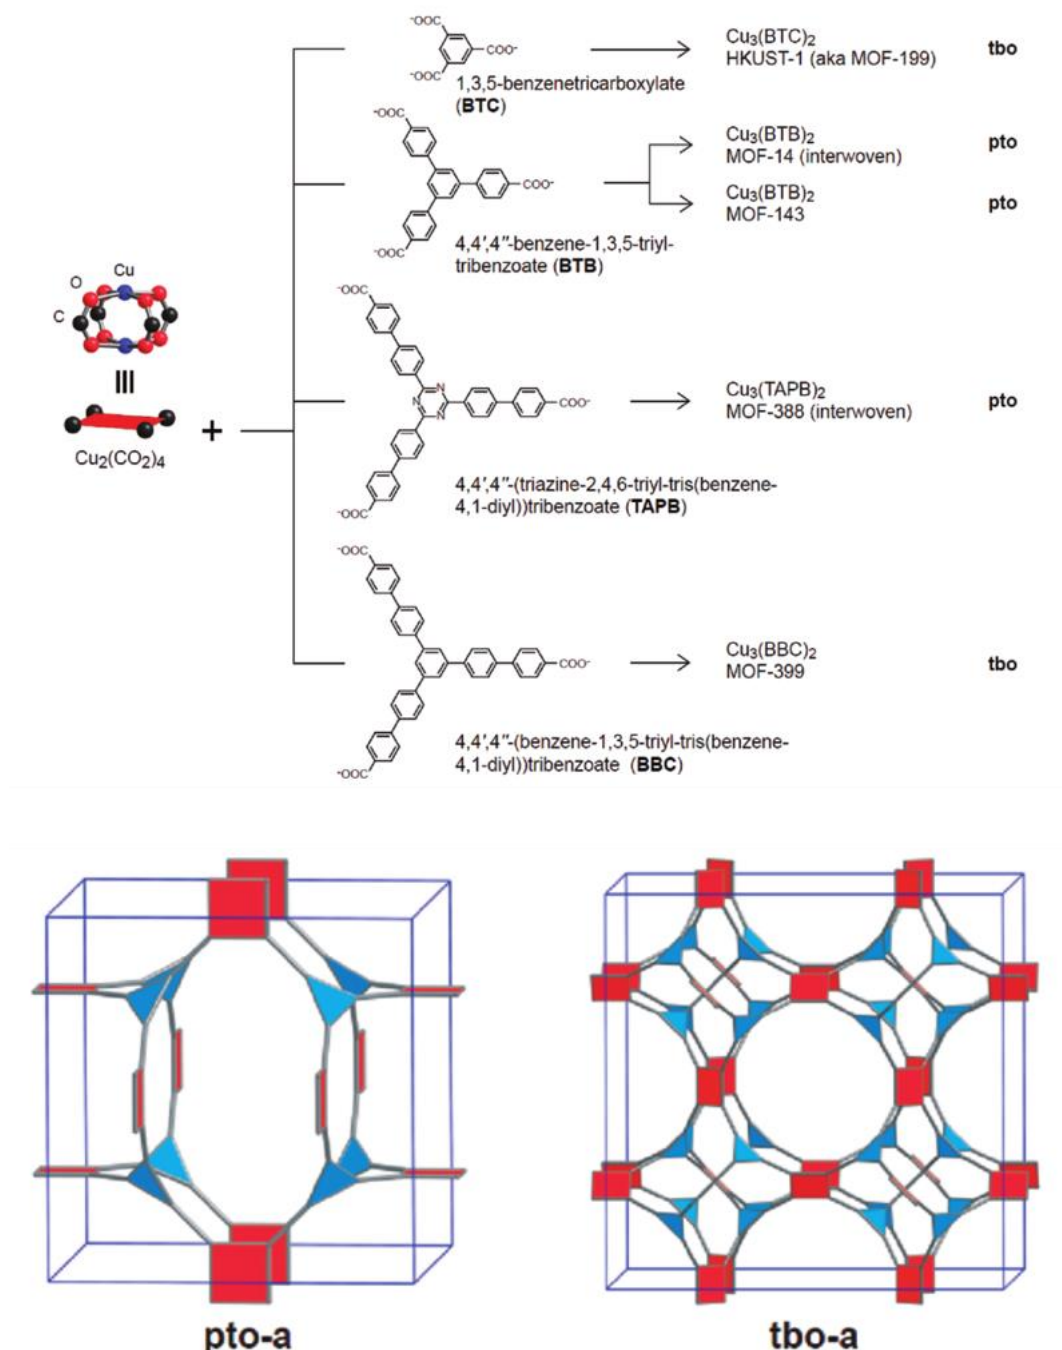 ⁻OOC
COO⁻
⁻OOC
1,3,5-benzenetricarboxylate
(BTC)
Cu₃(BTC)₂
HKUST-1 (aka MOF-199)
tbo
⁻OOC
COO⁻
⁻OOC
4,4′,4″-benzene-1,3,5-triyl-
tribenzoate (BTB)
Cu₃(BTB)₂
MOF-14 (interwoven)
pto
Cu₃(BTB)₂
MOF-143
pto
Cu
O
C
Cu₂(CO₂)₄
+
⁻OOC
N
N
N
COO⁻
⁻OOC
4,4′,4″-(triazine-2,4,6-triyl-tris(benzene-
4,1-diyl))tribenzoate (TAPB)
Cu₃(TAPB)₂
MOF-388 (interwoven)
pto
⁻OOC
COO⁻
⁻OOC
4,4′,4″-(benzene-1,3,5-triyl-tris(benzene-
4,1-diyl))tribenzoate (BBC)
Cu₃(BBC)₂
MOF-399
tbo
pto-a
tbo-a